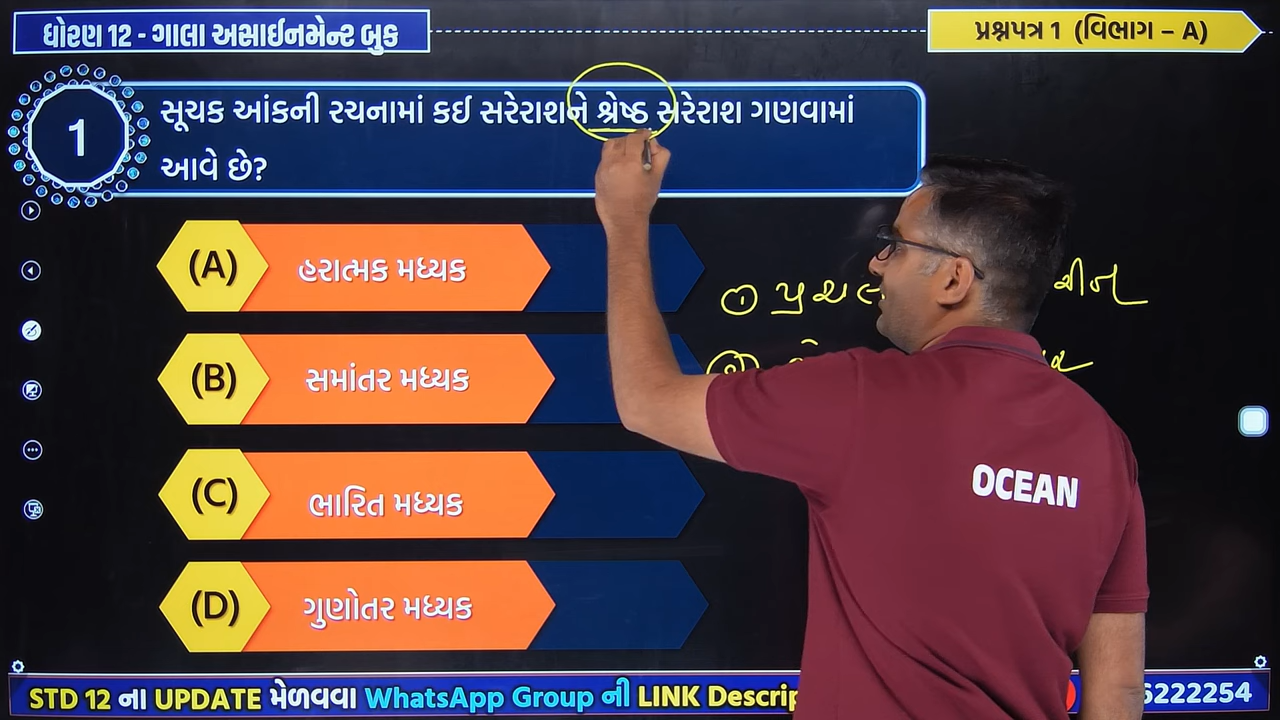 ધોરણ 12 - ગાલા અસાઈનમેન્ટ બુક
પ્રશ્નપત્ર 1 (વિભાગ – A)
1
સૂચક આંકની રચનામાં કઈ સરેરાશને શ્રેષ્ઠ સરેરાશ ગણવામાં
આવે છે?
(A) હરાત્મક મધ્યક
(B) સમાંતર મધ્યક
(C) ભારિત મધ્યક
(D) ગુણોતર મધ્યક
OCEAN
STD 12 ના UPDATE મેળવવા WhatsApp Group ની LINK
6222254